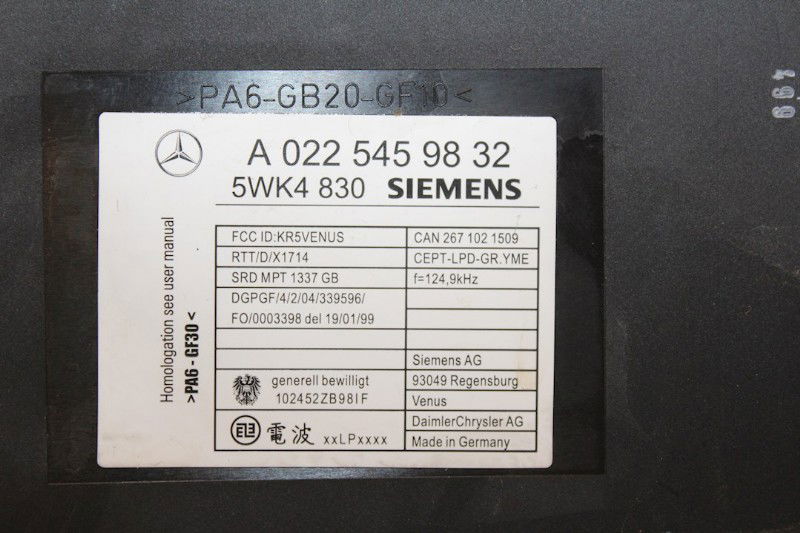 >PA6-GB20-GF10<
A 022 545 98 32
5WK4 830 SIEMENS
FCC ID:KR5VENUS
CAN 267 102 1509
RTT/D/X1714
CEPT-LPD-GR.YME
SRD MPT 1337 GB
f=124,9kHz
DGPGF/4/2/04/339596/
FO/0003398 del 19/01/99
Siemens AG
generell bewilligt
93049 Regensburg
102452ZB98IF
Venus
DaimlerChrysler AG
電波 xxLPxxxx
Made in Germany
Homologation see user manual
>PA6 - GF30<
199